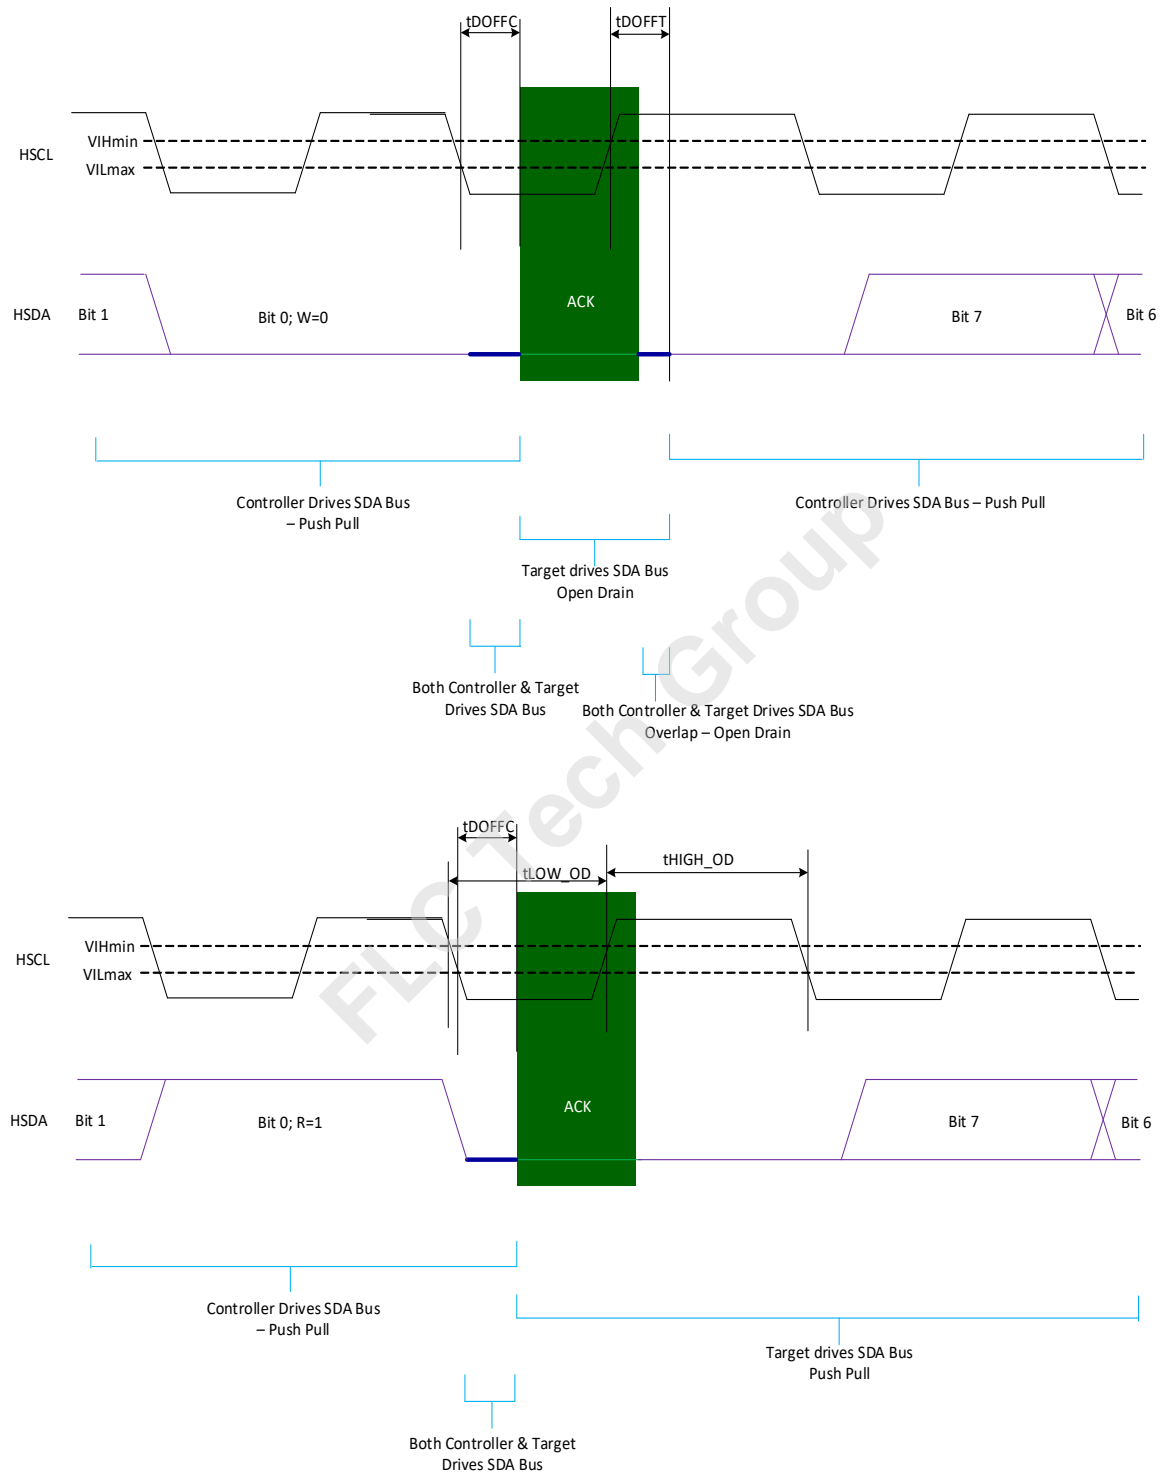 tDOFFC
tDOFFT
VIHmin
HSCL
VILmax
ACK
HSDA
Bit 1
Bit 0; W=0
Bit 7
Bit 6
Controller Drives SDA Bus
– Push Pull
Controller Drives SDA Bus – Push Pull
Target drives SDA Bus
Open Drain
Both Controller & Target
Drives SDA Bus
Both Controller & Target Drives SDA Bus
Overlap – Open Drain
FLC Tech Group
tDOFFC
tLOW_OD
tHIGH_OD
VIHmin
HSCL
VILmax
ACK
HSDA
Bit 1
Bit 0; R=1
Bit 7
Bit 6
Controller Drives SDA Bus
– Push Pull
Target drives SDA Bus
Push Pull
Both Controller & Target
Drives SDA Bus